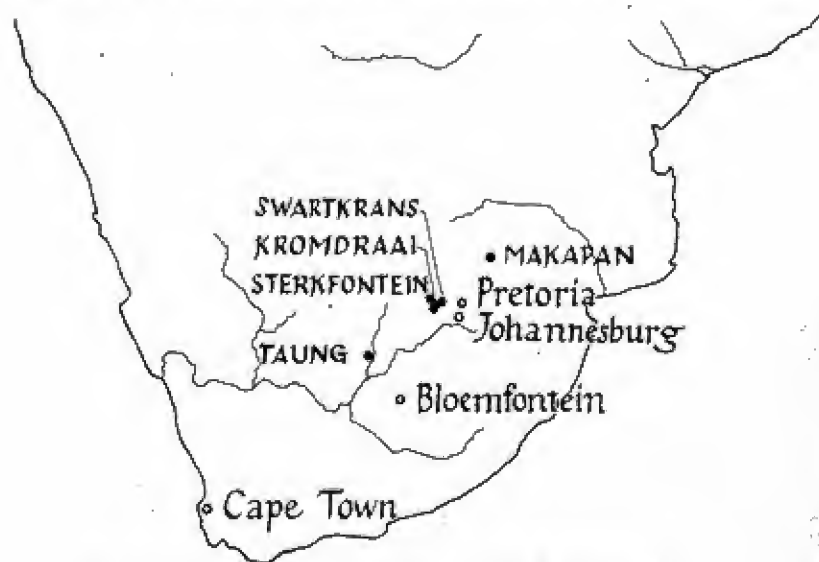 SWARTKRANS
KROMDRAAI
MAKAPAN
STERKFONTEIN
Pretoria
Johannesburg
TAUNG
Bloemfontein
Cape Town